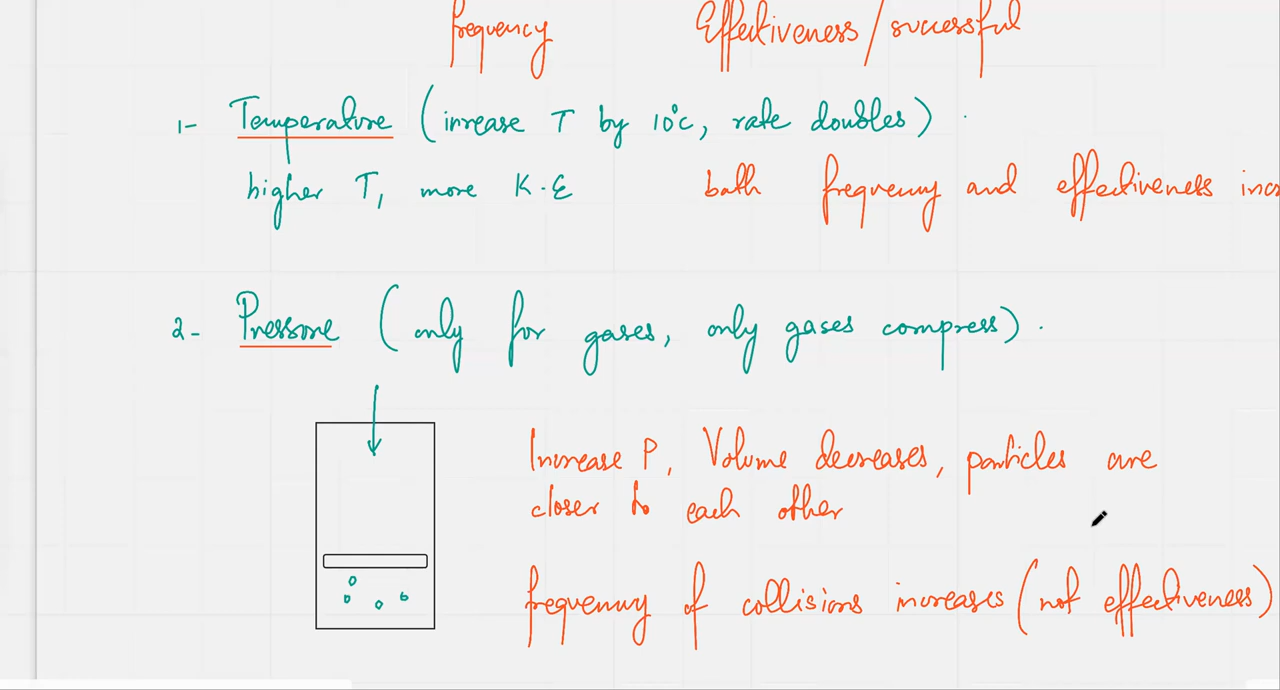 frequency Effectiveness/successful
1- Temperature (increase T by 10°C, rate doubles) .
higher T, more K.E both frequency and effectiveness incr
2- Pressure (only for gases, only gases compress) .
Increase P, Volume decreases, particles are
closer to each other
frequency of collisions increases (not effectiveness)